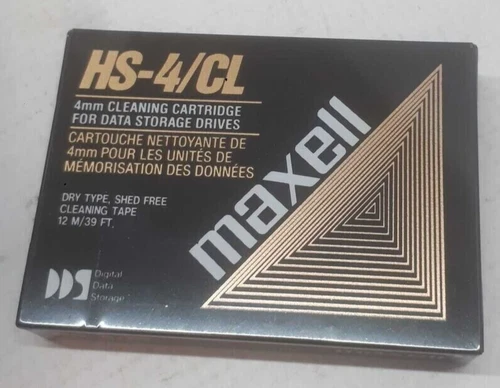 HS-4/CL
4mm CLEANING CARTRIDGE
FOR DATA STORAGE DRIVES
CARTOUCHE NETTOYANTE DE
4mm POUR LES UNITÉS DE
MÉMORISATION DES DONNÉES
DRY TYPE, SHED FREE
CLEANING TAPE
12 M/39 FT.
maxell
DDS
Digital
Data
Storage